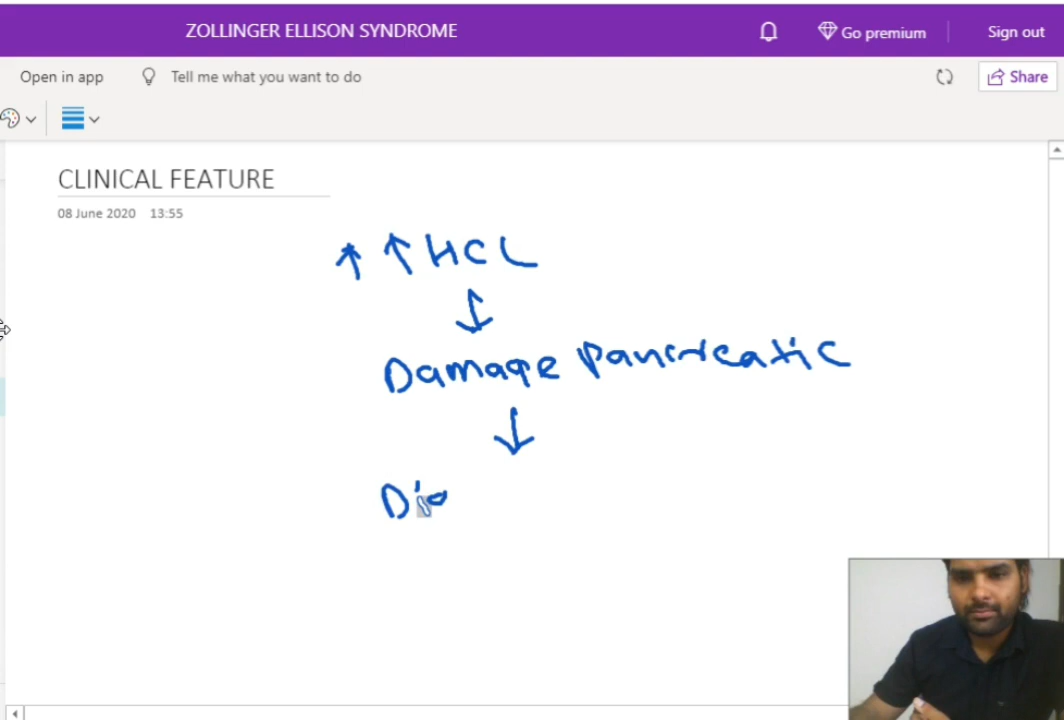 ZOLLINGER ELLISON SYNDROME
Go premium
Sign out
Open in app
Tell me what you want to do
Share
CLINICAL FEATURE
08 June 2020 13:55
↑ ↑ HCL
↓
Damage Pancreatic
↓